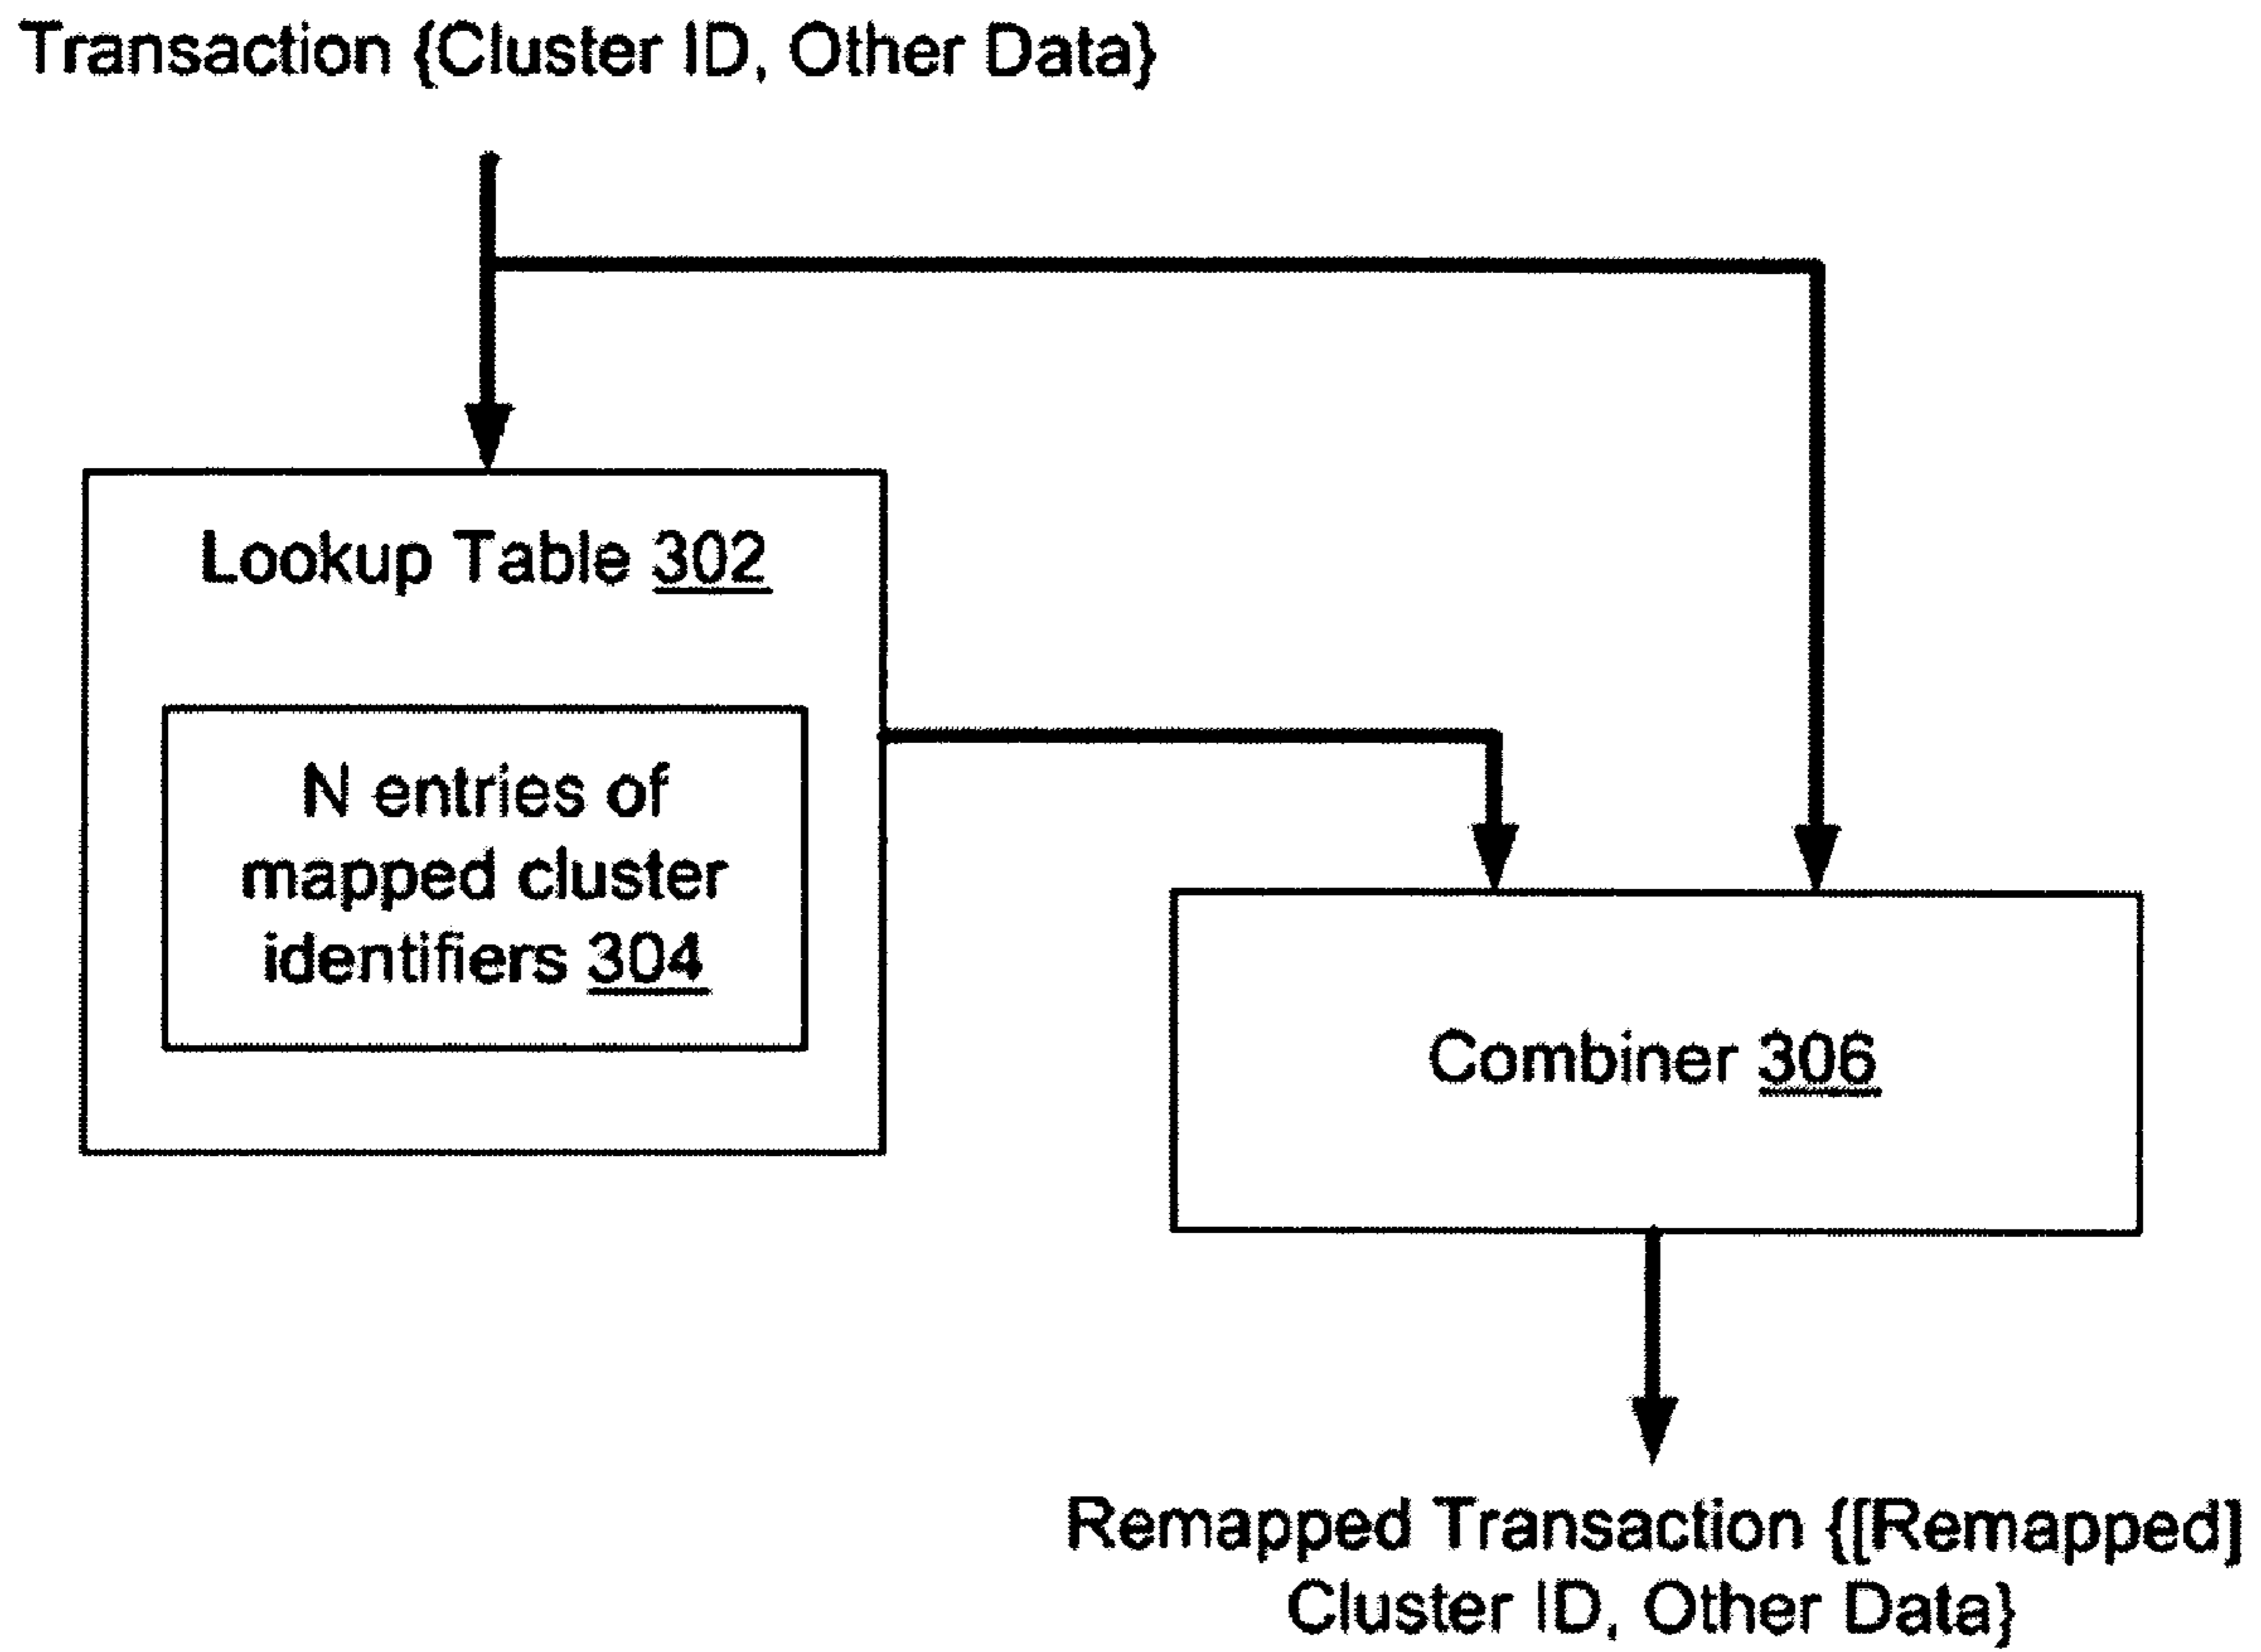 Transaction {Cluster ID, Other Data}
Lookup Table 302
N entries of
mapped cluster
identifiers 304
Combiner 306
Remapped Transaction {[Remapped]
Cluster ID, Other Data}